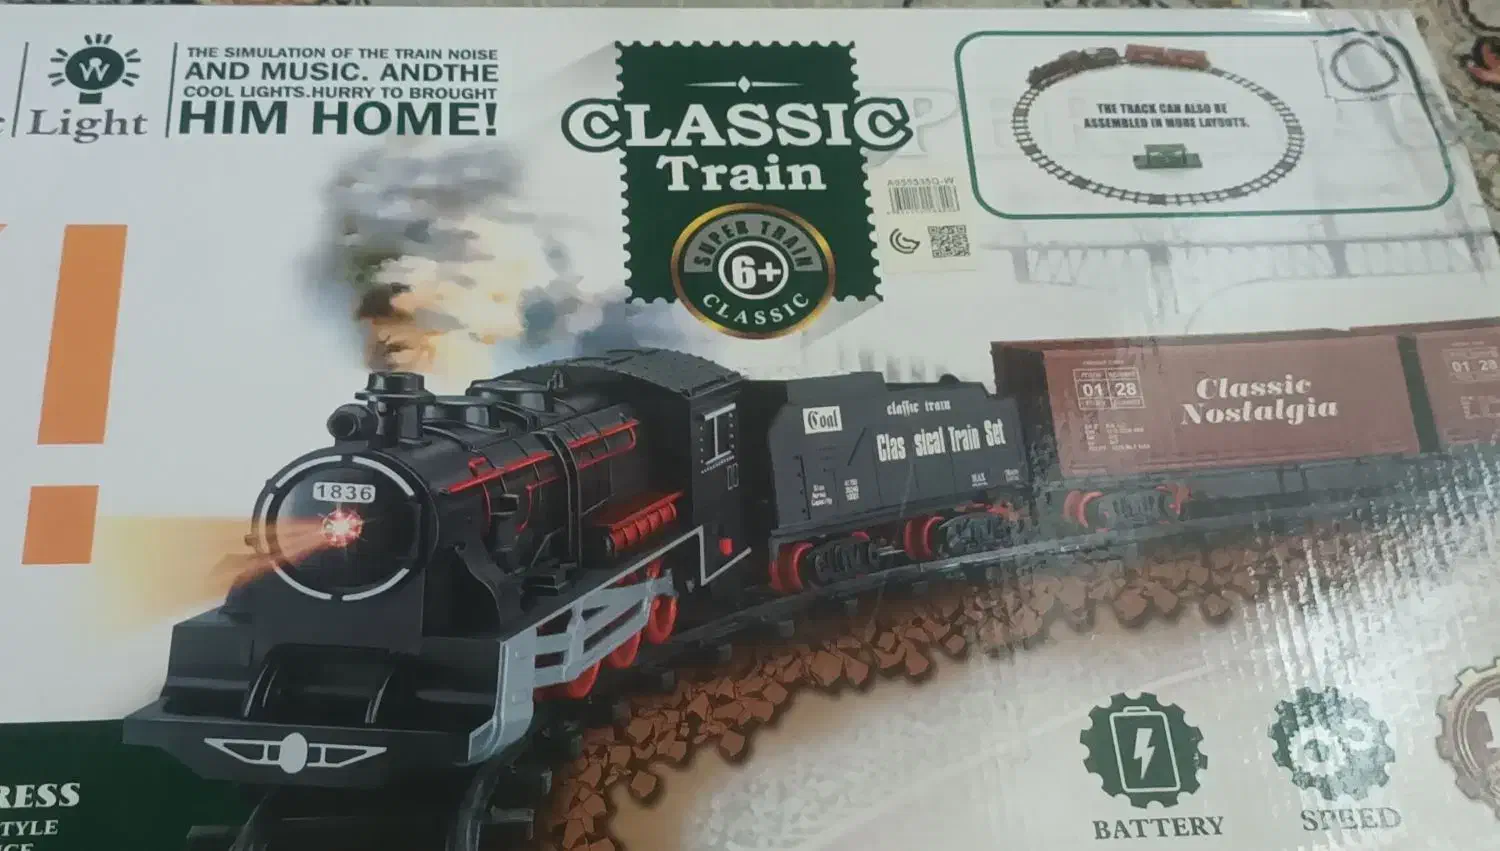 W
Light
THE SIMULATION OF THE TRAIN NOISE
AND MUSIC. ANDTHE
COOL LIGHTS.HURRY TO BROUGHT
HIM HOME!
CLASSIC
Train
SUPER TRAIN
6+
CLASSIC
THE TRACK CAN ALSO BE
ASSEMBLED IN MORE LAYOUTS.
A055535Q-W
1836
Coal
classic train
Clas sical Train Set
MAX
01 28
Classic
Nostalgia
01 28
RESS
TYLE
BATTERY
SPEED